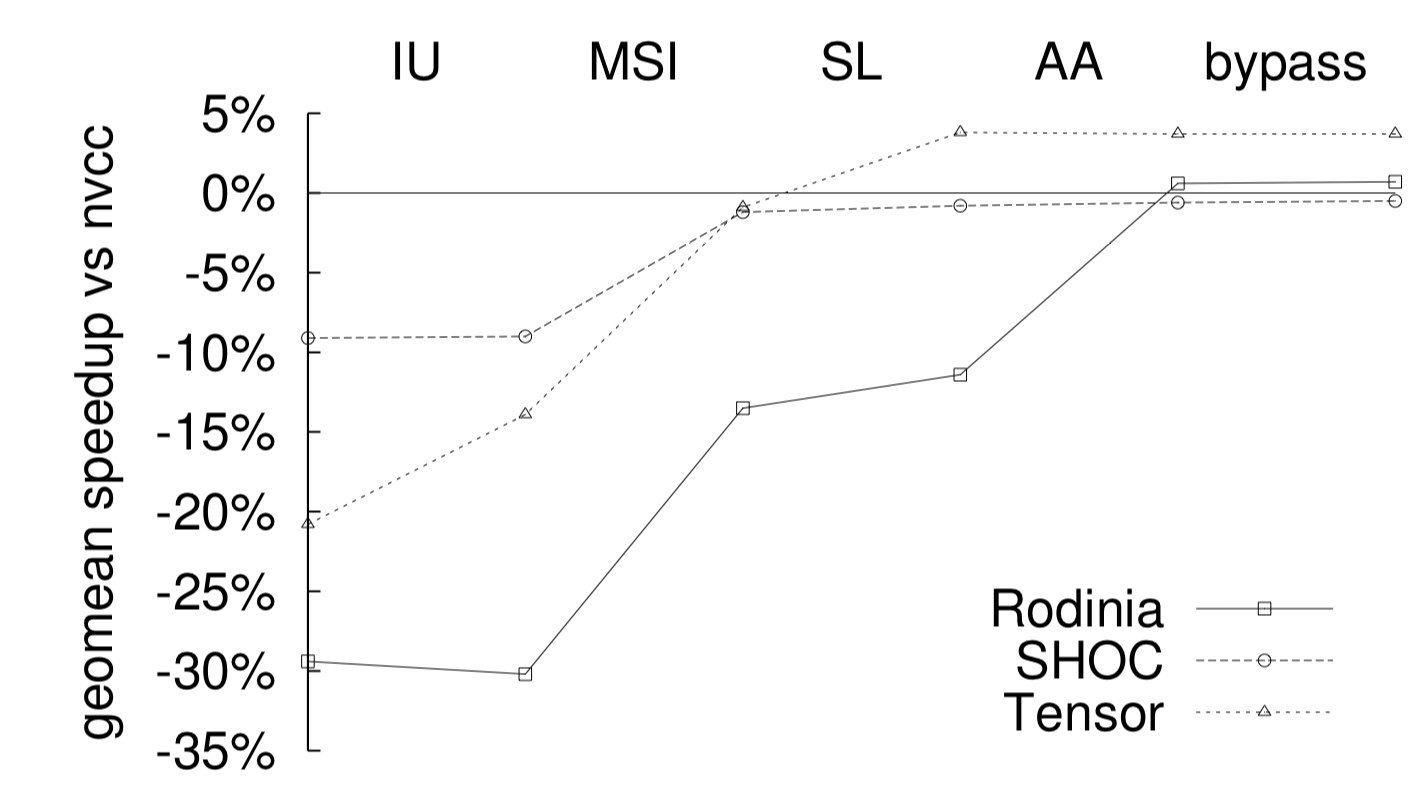 IU MSI SL AA bypass
5%
0%
-5%
-10%
-15%
-20%
-25%
-30%
-35%
geomean speedup vs nvcc
Rodinia
SHOC
Tensor